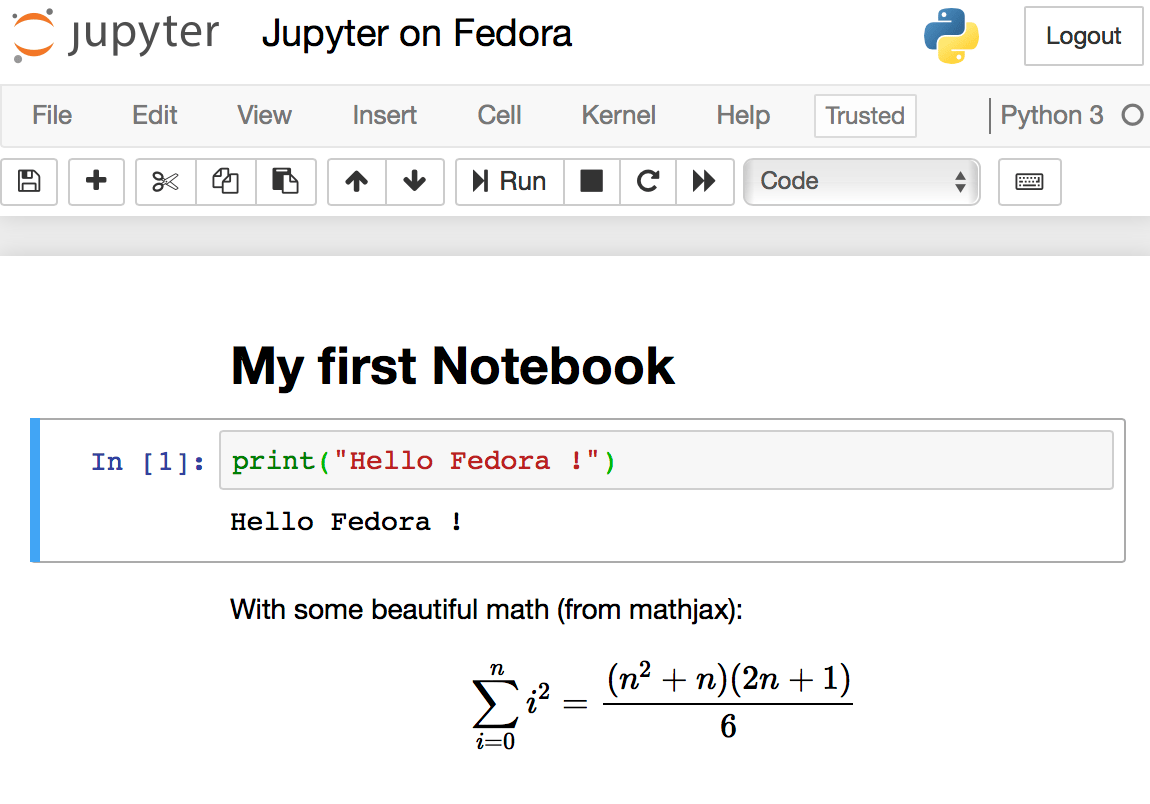 jupyter Jupyter on Fedora Logout
File Edit View Insert Cell Kernel Help Trusted Python 3
Run Code
My first Notebook
In [1]: print("Hello Fedora !")
Hello Fedora !
With some beautiful math (from mathjax):
\sum_{i=0}^{n} i^2 = \frac{(n^2 + n)(2n + 1)}{6}